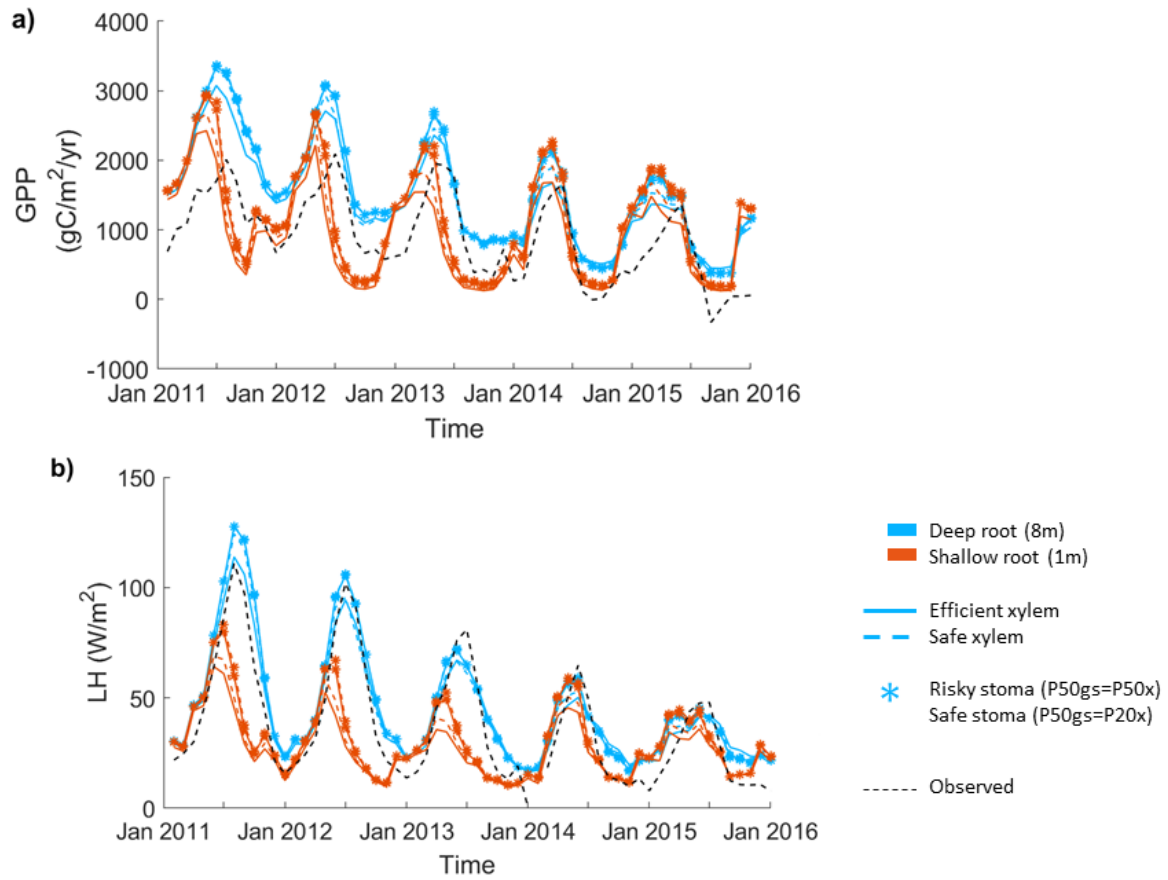 a)
4000
3000
2000
1000
0
-1000
GPP
(gC/m²/yr)
Jan 2011 Jan 2012 Jan 2013 Jan 2014 Jan 2015 Jan 2016
Time
b)
150
100
50
0
LH (W/m²)
Jan 2011 Jan 2012 Jan 2013 Jan 2014 Jan 2015 Jan 2016
Time
Deep root (8m)
Shallow root (1m)
Efficient xylem
Safe xylem
Risky stoma (P50gs=P50x)
Safe stoma (P50gs=P20x)
Observed